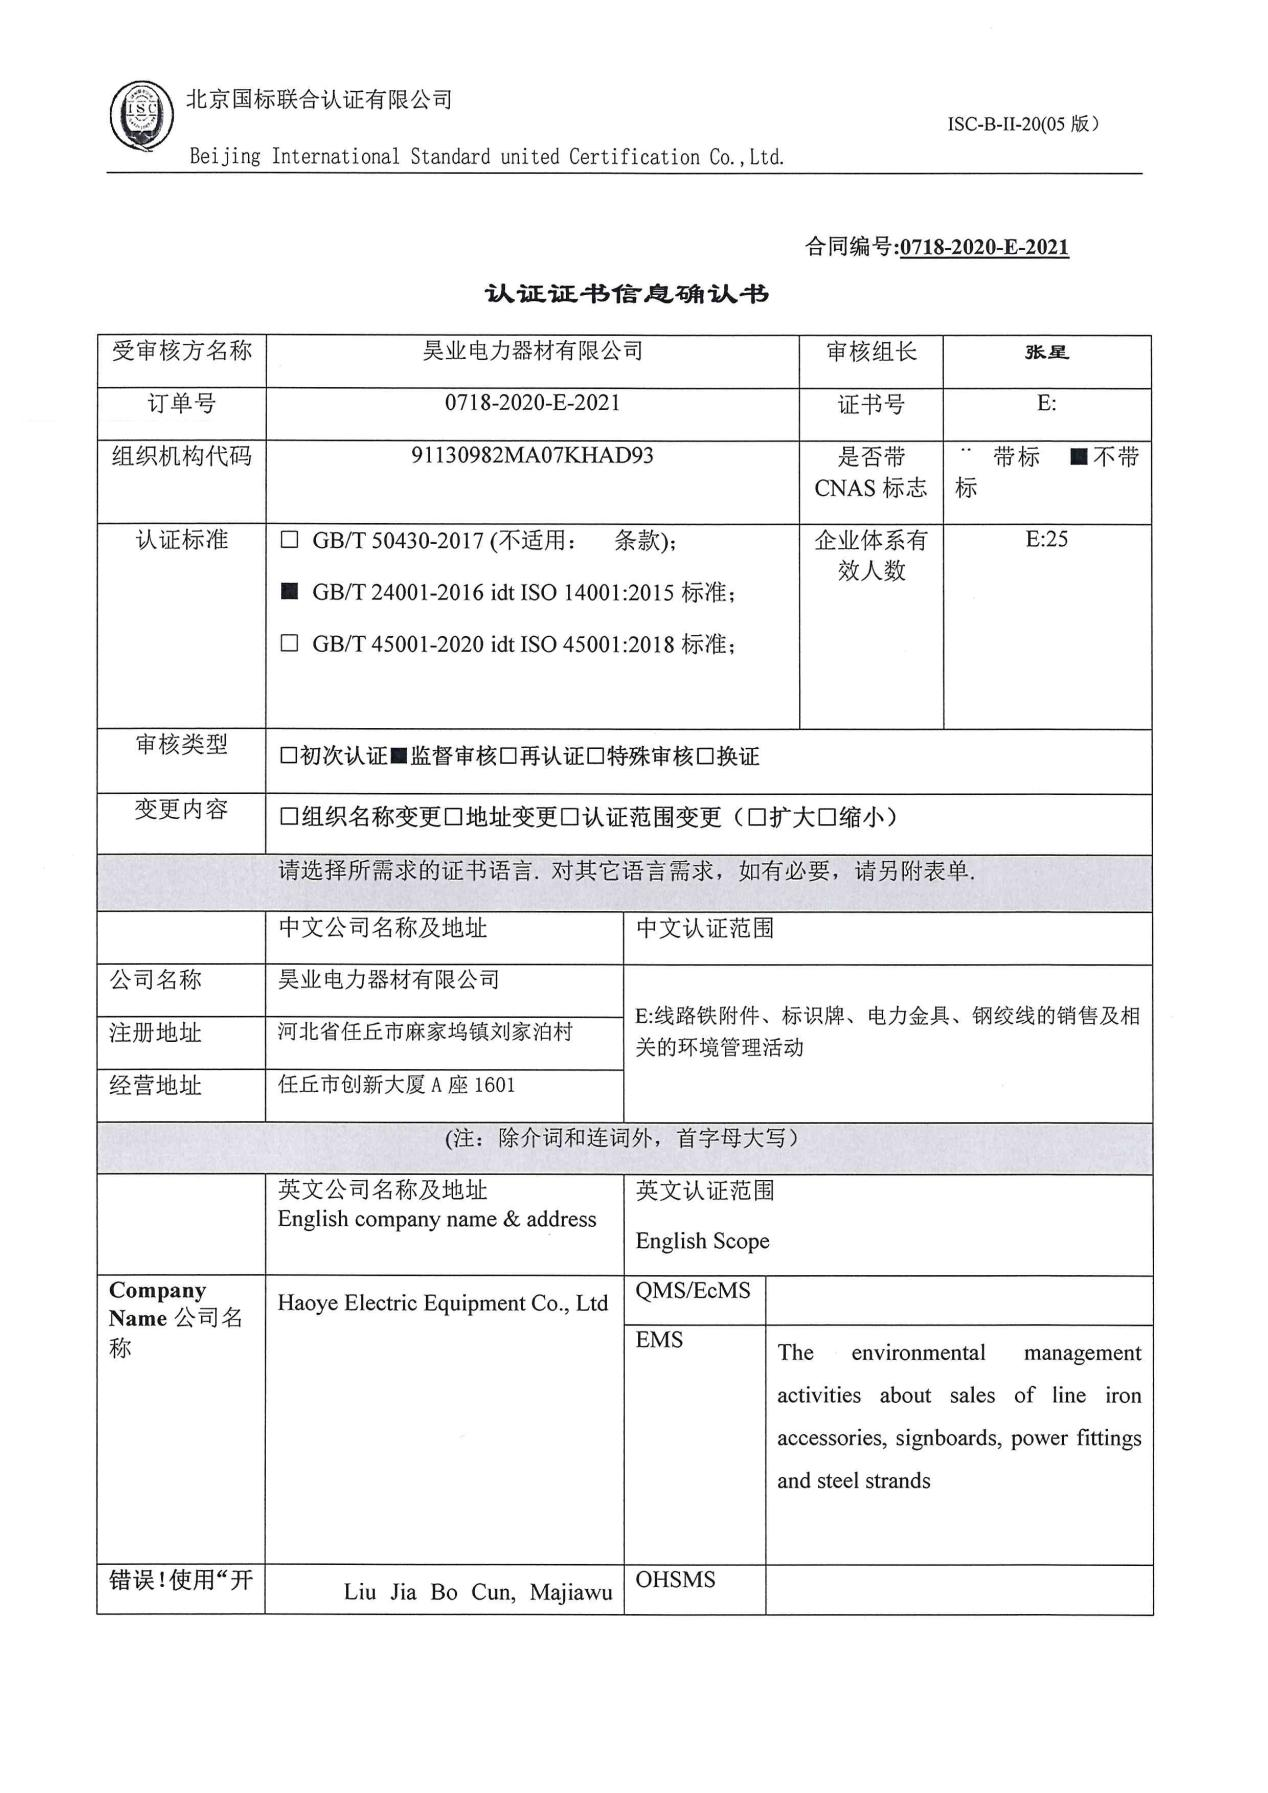 ISC
北京国标联合认证有限公司
ISC-B-II-20(05 版）
Beijing International Standard united Certification Co.,Ltd.
合同编号:0718-2020-E-2021
认证证书信息确认书
受审核方名称 昊业电力器材有限公司 审核组长 张星
订单号 0718-2020-E-2021 证书号 E:
组织机构代码 91130982MA07KHAD93 是否带 ¨ 带标 ■不带
CNAS 标志 标
认证标准 □ GB/T 50430-2017 (不适用： 条款); 企业体系有 E:25
效人数
■ GB/T 24001-2016 idt ISO 14001:2015 标准；
□ GB/T 45001-2020 idt ISO 45001:2018 标准；
审核类型 □初次认证■监督审核□再认证□特殊审核□换证
变更内容 □组织名称变更□地址变更□认证范围变更（□扩大□缩小）
请选择所需求的证书语言. 对其它语言需求，如有必要，请另附表单.
中文公司名称及地址 中文认证范围
公司名称 昊业电力器材有限公司
E:线路铁附件、标识牌、电力金具、钢绞线的销售及相
关的环境管理活动
注册地址 河北省任丘市麻家坞镇刘家泊村
经营地址 任丘市创新大厦 A 座 1601
(注：除介词和连词外，首字母大写）
英文公司名称及地址 英文认证范围
English company name & address
English Scope
Company Haoye Electric Equipment Co., Ltd QMS/EcMS
Name 公司名
称
EMS
The environmental management
activities about sales of line iron
accessories, signboards, power fittings
and steel strands
错误!使用“开 Liu Jia Bo Cun, Majiawu OHSMS